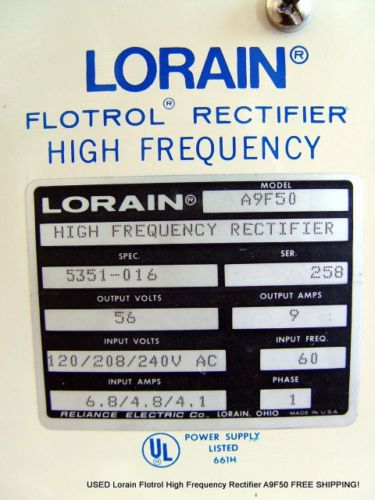 LORAIN®
FLOTROL® RECTIFIER
HIGH FREQUENCY
LORAIN®
MODEL
A9F50
HIGH FREQUENCY RECTIFIER
SPEC. SER.
5351-016 258
OUTPUT VOLTS OUTPUT AMPS
56 9
INPUT VOLTS INPUT FREQ.
120/208/240V AC 60
INPUT AMPS PHASE
6.8/4.8/4.1 1
RELIANCE ELECTRIC Co., LORAIN, OHIO MADE IN U.S.A.
UL®
POWER SUPPLY
LISTED
661H
USED Lorain Flotrol High Frequency Rectifier A9F50 FREE SHIPPING!